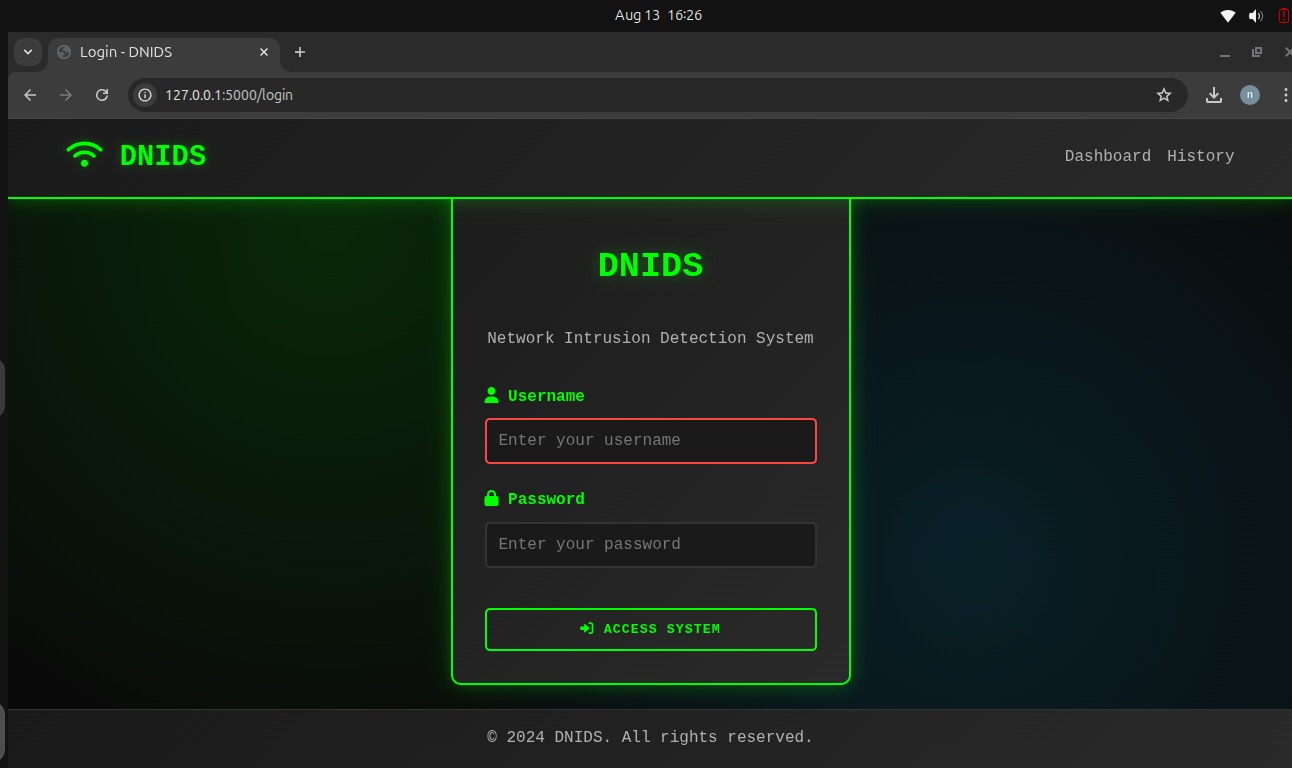 Aug 13 16:26
Login - DNIDS
127.0.0.1:5000/login
n
DNIDS
Dashboard History
DNIDS
Network Intrusion Detection System
Username
Enter your username
Password
Enter your password
ACCESS SYSTEM
© 2024 DNIDS. All rights reserved.